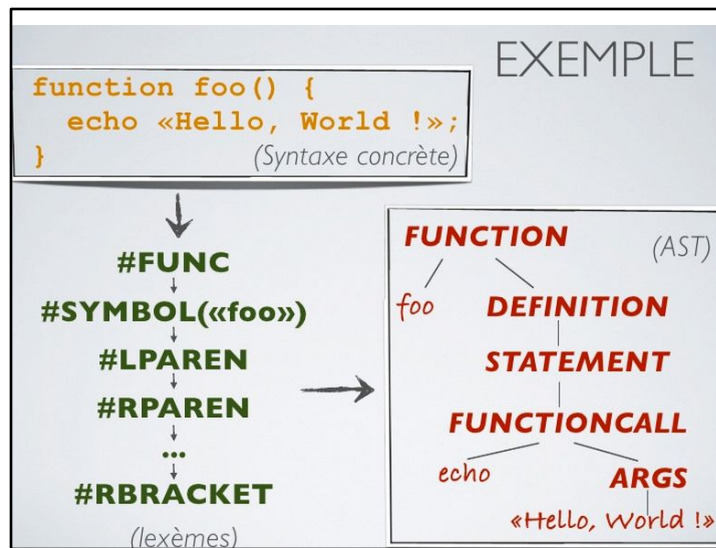 EXEMPLE
function foo() {
echo «Hello, World !»;
}
(Syntaxe concrète)
#FUNC
#SYMBOL(«foo»)
#LPAREN
#RPAREN
...
#RBRACKET
(lexèmes)
FUNCTION
(AST)
foo
DEFINITION
STATEMENT
FUNCTIONCALL
echo
ARGS
«Hello, World !»